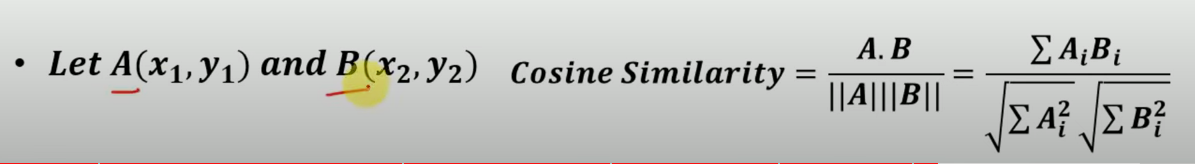 • Let A(x₁, y₁) and B(x₂, y₂) Cosine Similarity = A.B / ||A||||B|| = ∑ AᵢBᵢ / √∑ Aᵢ² √∑ Bᵢ²